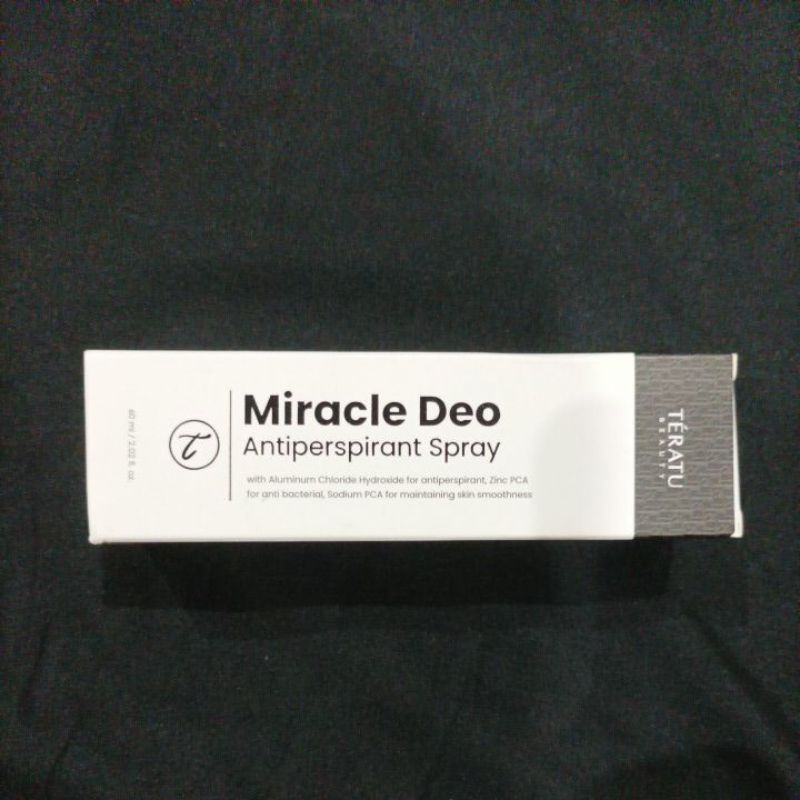 Miracle Deo
Antiperspirant Spray
with Aluminum Chloride Hydroxide for antiperspirant, Zinc PCA
for anti bacterial, Sodium PCA for maintaining skin smoothness
60 ml / 2.02 fl. oz.
TÉRATU
BEAUTY